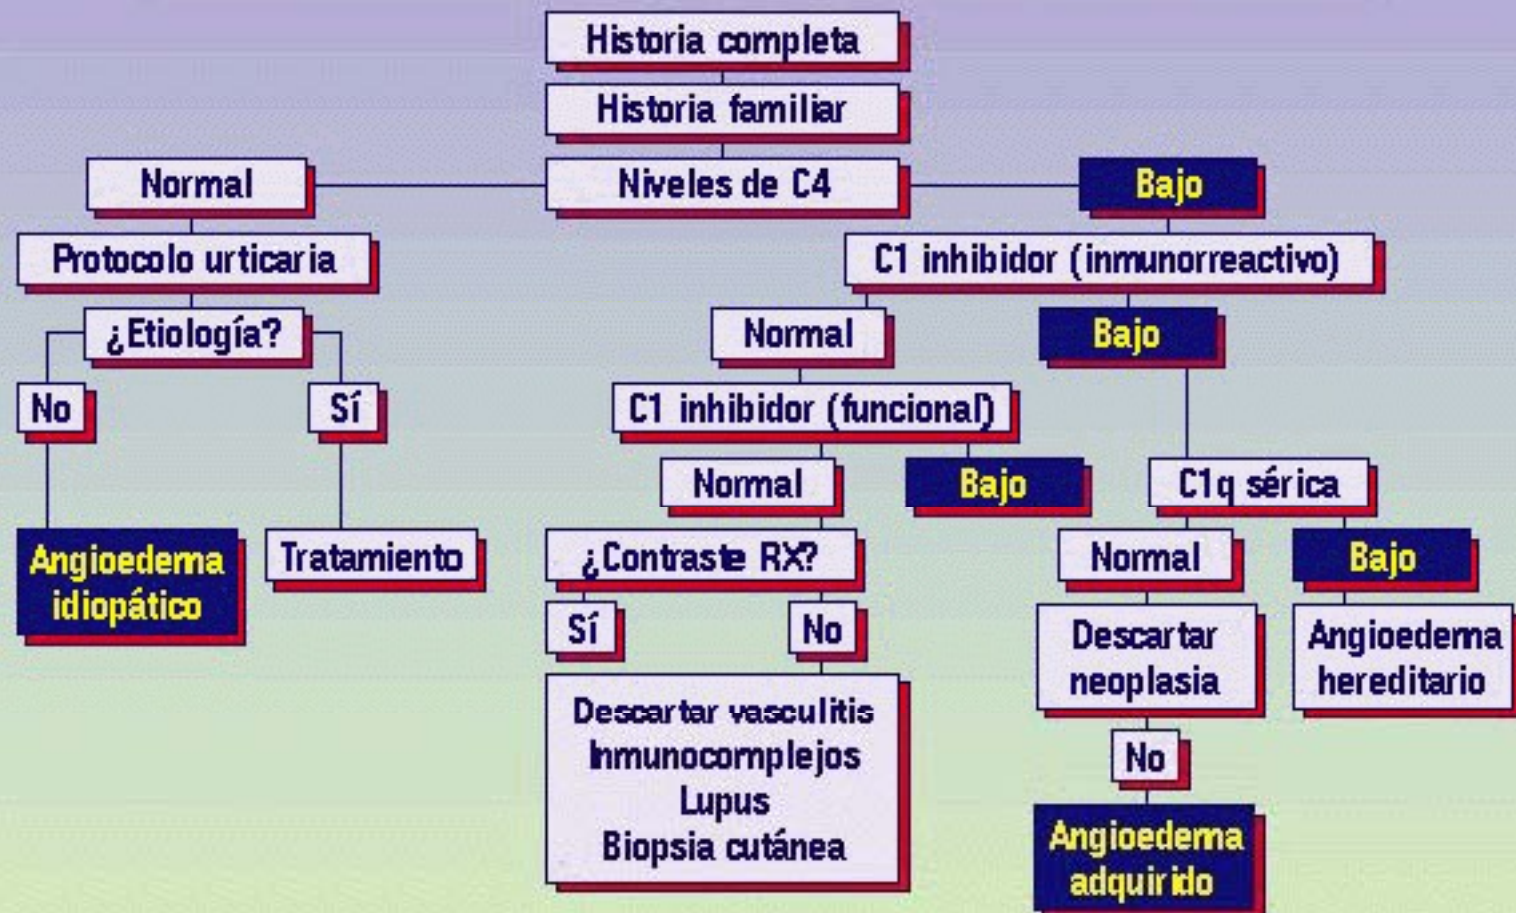 Historia completa
Historia familiar
Normal
Niveles de C4
Bajo
Protocolo urticaria
C1 inhibidor (inmunorreactivo)
¿Etiología?
Normal
Bajo
No
Sí
C1 inhibidor (funcional)
Normal
Bajo
C1q sérica
Angioedema
idiopático
Tratamiento
¿Contraste RX?
Normal
Bajo
Sí
No
Descartar
neoplasia
Angioedema
hereditario
Descartar vasculitis
Inmunocomplejos
Lupus
Biopsia cutánea
No
Angioedema
adquirido